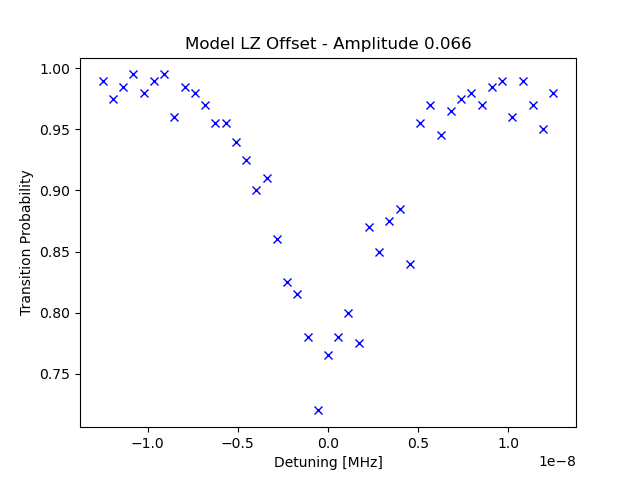 Model LZ Offset - Amplitude 0.066
Transition Probability
1.00
0.95
0.90
0.85
0.80
0.75
−1.0
−0.5
0.0
0.5
1.0
1e−8
Detuning [MHz]